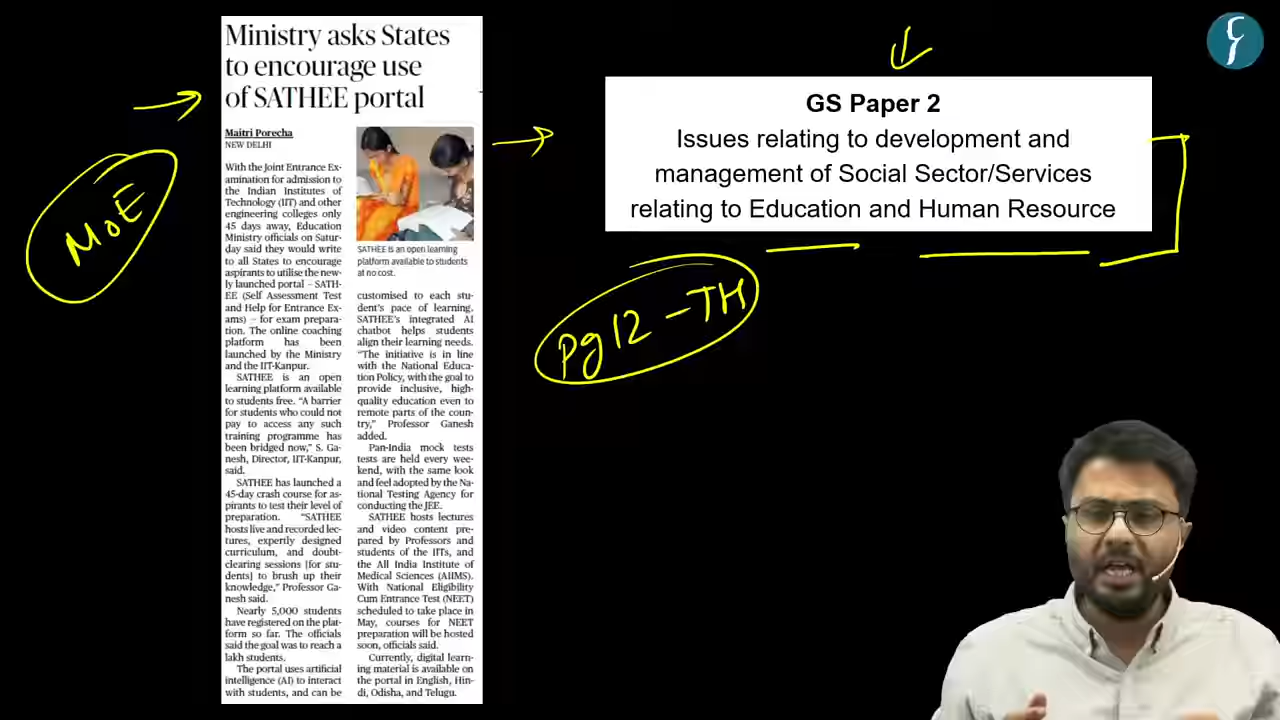 Ministry asks States
to encourage use
of SATHEE portal
Maitri Porecha
NEW DELHI
With the Joint Entrance Ex-
amination for admission to
the Indian Institutes of
Technology (IIT) and other
engineering colleges only
45 days away, Education
Ministry officials on Satur-
day said they would write
to all States to encourage
aspirants to utilise the new-
ly launched portal – SATH-
EE (Self Assessment Test
and Help for Entrance Ex-
ams) – for exam prepara-
tion. The online coaching
platform has been
launched by the Ministry
and the IIT-Kanpur.
SATHEE is an open
learning platform available
to students free. “A barrier
for students who could not
pay to access any such
training programme has
been bridged now,” S. Ga-
nesh, Director, IIT-Kanpur,
said.
SATHEE has launched a
45-day crash course for as-
pirants to test their level of
preparation. “SATHEE
hosts live and recorded lec-
tures, expertly designed
curriculum, and doubt-
clearing sessions [for stu-
dents] to brush up their
knowledge,” Professor Ga-
nesh said.
Nearly 5,000 students
have registered on the plat-
form so far. The officials
said the goal was to reach a
lakh students.
The portal uses artificial
intelligence (AI) to interact
with students, and can be
SATHEE is an open learning
platform available to students
at no cost.
customised to each stu-
dent's pace of learning.
SATHEE's integrated AI
chatbot helps students
align their learning needs.
“The initiative is in line
with the National Educa-
tion Policy, with the goal to
provide inclusive, high-
quality education even to
remote parts of the coun-
try,” Professor Ganesh
added.
Pan-India mock tests
tests are held every wee-
kend, with the same look
and feel adopted by the Na-
tional Testing Agency for
conducting the JEE.
SATHEE hosts lectures
and video content pre-
pared by Professors and
students of the IITs, and
the All India Institute of
Medical Sciences (AIIMS).
With National Eligibility
Cum Entrance Test (NEET)
scheduled to take place in
May, courses for NEET
preparation will be hosted
soon, officials said.
Currently, digital learn-
ing material is available on
the portal in English, Hin-
di, Odisha, and Telugu.
MoE
GS Paper 2
Issues relating to development and
management of Social Sector/Services
relating to Education and Human Resource
Pg 12 - TH